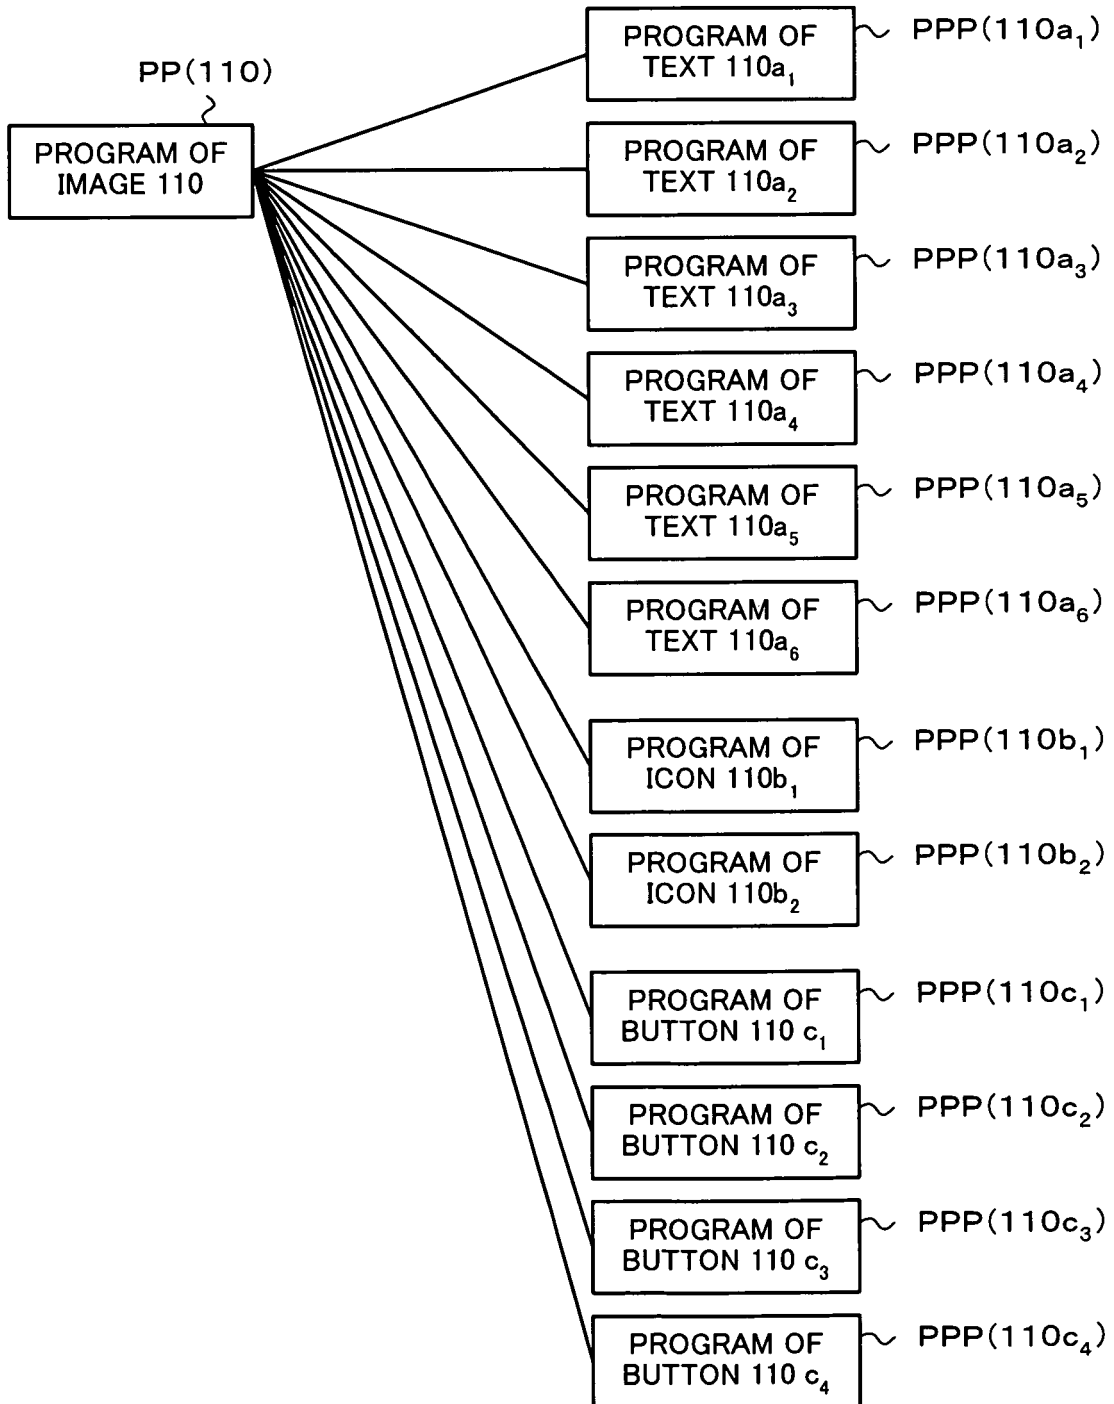 PP(110)
PROGRAM OF
IMAGE 110
PROGRAM OF
TEXT 110a₁
PPP(110a₁)
PROGRAM OF
TEXT 110a₂
PPP(110a₂)
PROGRAM OF
TEXT 110a₃
PPP(110a₃)
PROGRAM OF
TEXT 110a₄
PPP(110a₄)
PROGRAM OF
TEXT 110a₅
PPP(110a₅)
PROGRAM OF
TEXT 110a₆
PPP(110a₆)
PROGRAM OF
ICON 110b₁
PPP(110b₁)
PROGRAM OF
ICON 110b₂
PPP(110b₂)
PROGRAM OF
BUTTON 110 c₁
PPP(110c₁)
PROGRAM OF
BUTTON 110 c₂
PPP(110c₂)
PROGRAM OF
BUTTON 110 c₃
PPP(110c₃)
PROGRAM OF
BUTTON 110 c₄
PPP(110c₄)